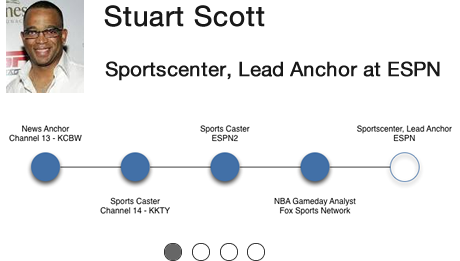 Stuart Scott
Sportscenter, Lead Anchor at ESPN
News Anchor
Channel 13 - KCBW
Sports Caster
ESPN2
Sportscenter, Lead Anchor
ESPN
Sports Caster
Channel 14 - KKTY
NBA Gameday Analyst
Fox Sports Network